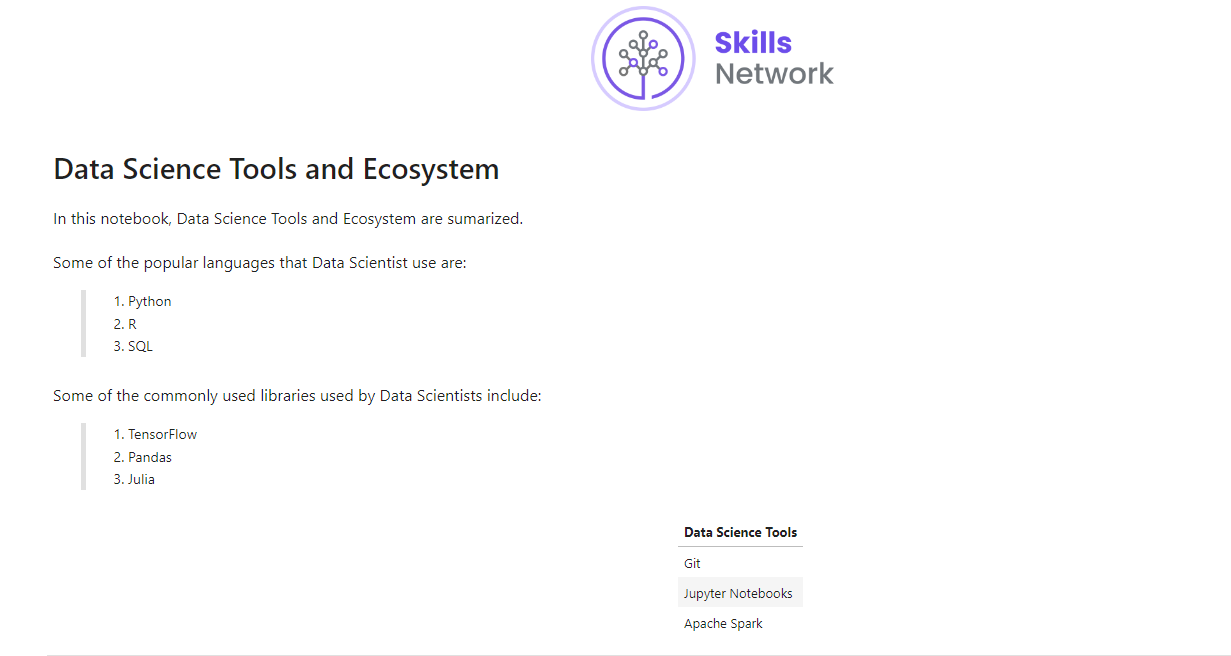 Skills
Network
Data Science Tools and Ecosystem
In this notebook, Data Science Tools and Ecosystem are sumarized.
Some of the popular languages that Data Scientist use are:
1. Python
2. R
3. SQL
Some of the commonly used libraries used by Data Scientists include:
1. TensorFlow
2. Pandas
3. Julia
Data Science Tools
Git
Jupyter Notebooks
Apache Spark